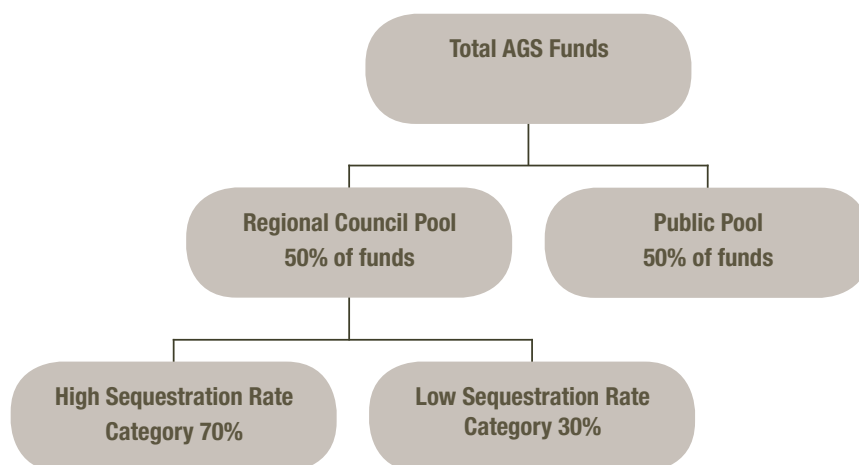 Total AGS Funds
Regional Council Pool
50% of funds
Public Pool
50% of funds
High Sequestration Rate
Category 70%
Low Sequestration Rate
Category 30%